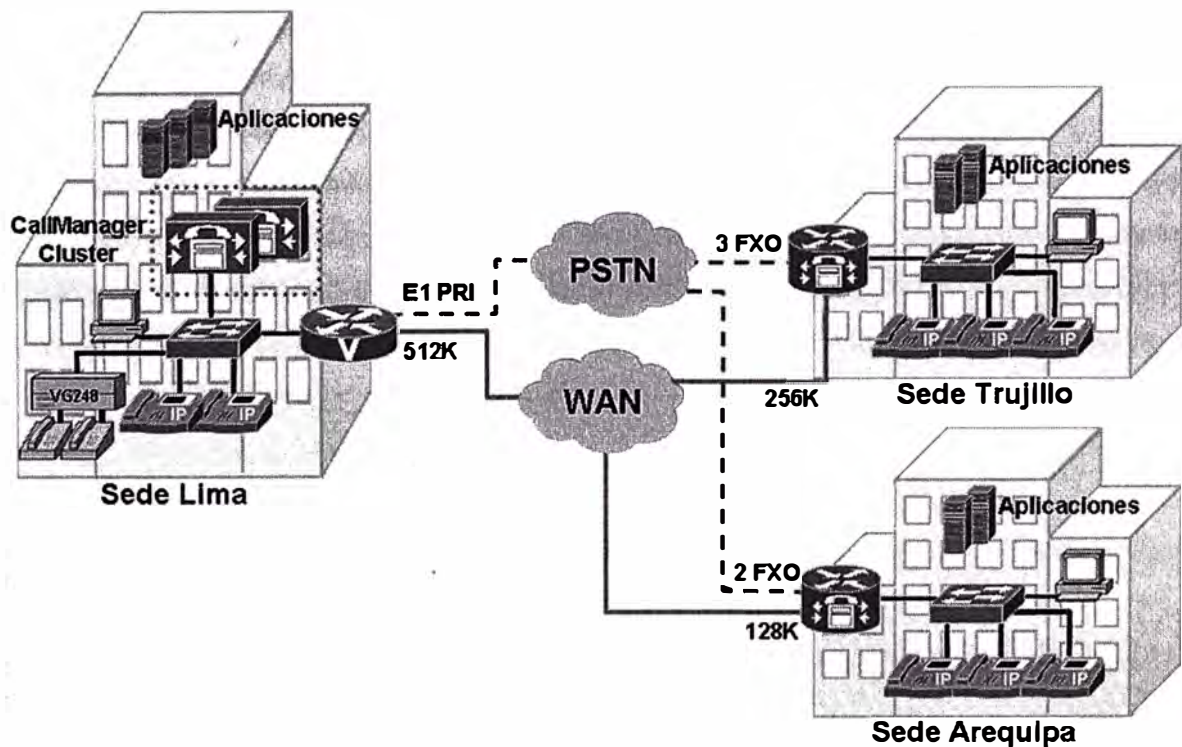 Aplicaciones
CallManager
Cluster
E1 PRI
512K
V
VG248
IP
IP
Sede Lima
PSTN
WAN
3 FXO
256K
Aplicaciones
IP
IP
IP
Sede Trujillo
2 FXO
128K
Aplicaciones
IP
IP
IP
Sede Arequipa